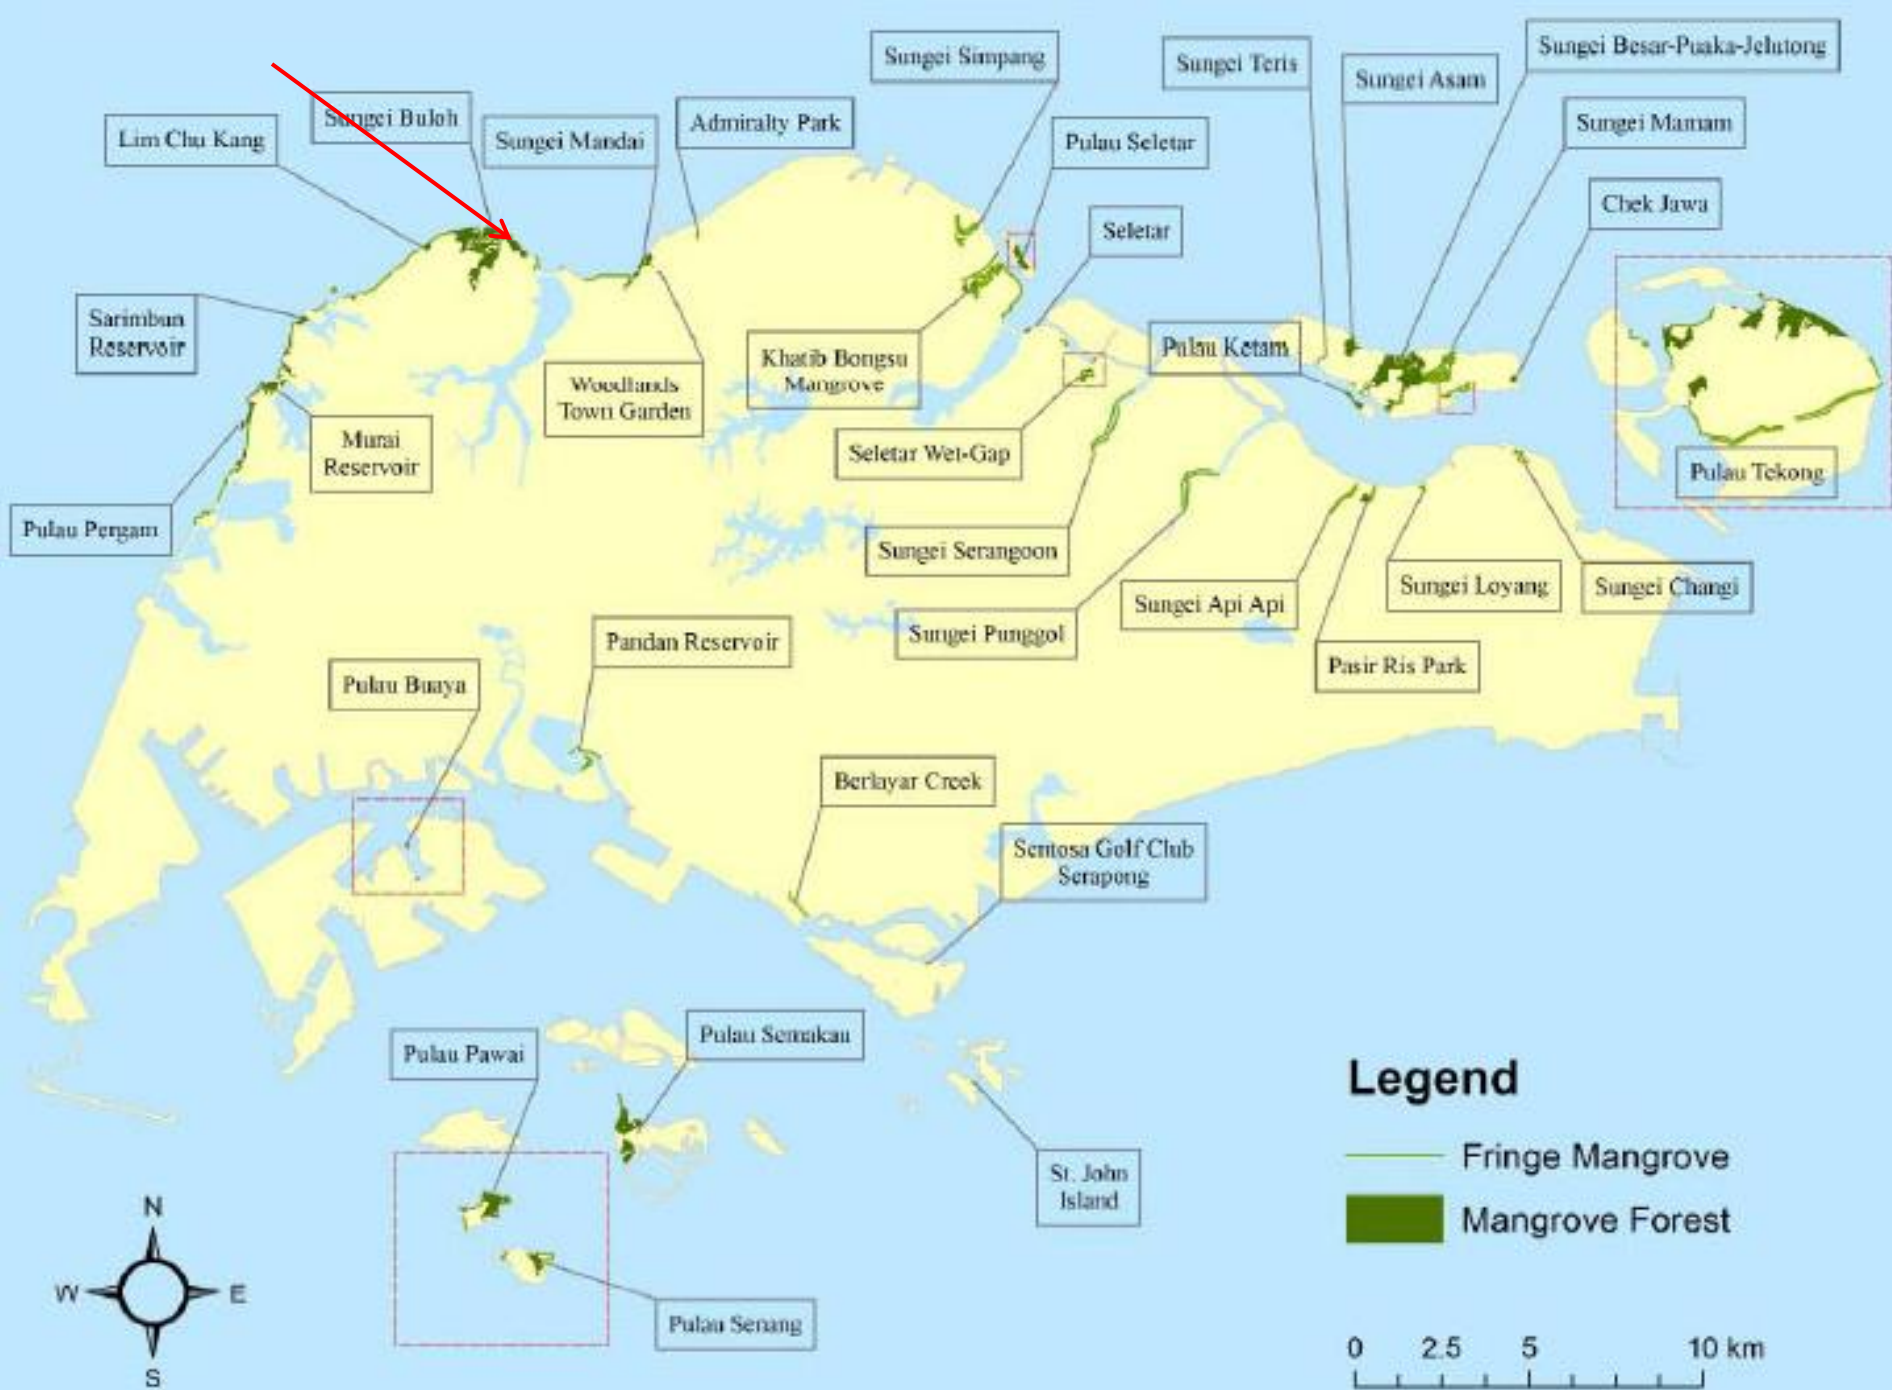 Sungei Simpang
Sungei Teris
Sungei Besar-Puaka-Jelutong
Sungei Asam
Lim Chu Kang
Sungei Buloh
Sungei Mandai
Admiralty Park
Pulau Seletar
Sungei Mamam
Seletar
Chek Jawa
Sarimbun
Reservoir
Murai
Reservoir
Woodlands
Town Garden
Khatib Bongsu
Mangrove
Pulau Ketam
Seletar Wet-Gap
Pulau Tekong
Pulau Pergam
Sungei Serangoon
Sungei Api Api
Sungei Loyang
Sungei Changi
Sungei Punggol
Pasir Ris Park
Pandan Reservoir
Pulau Buaya
Berlayar Creek
Sentosa Golf Club
Serapong
Pulau Pawai
Pulau Semakau
St. John
Island
Pulau Senang
Legend
Fringe Mangrove
Mangrove Forest
N
W
E
S
0 2.5 5 10 km